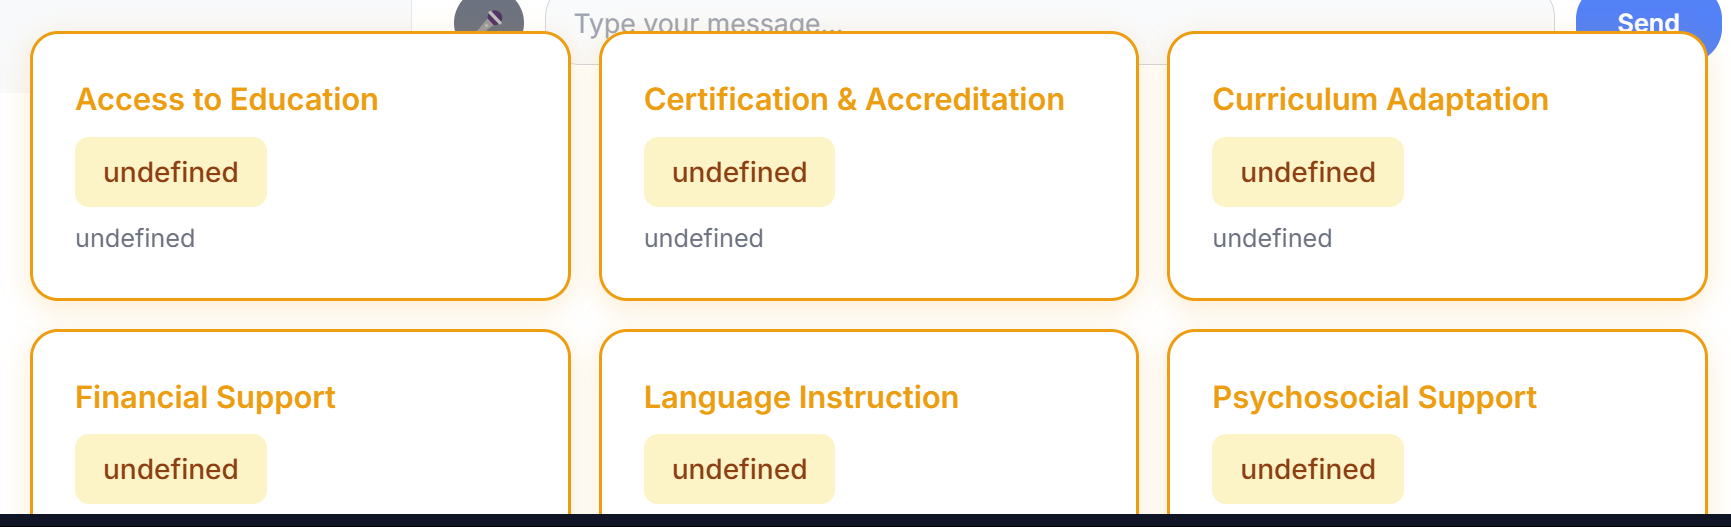 Type your message...
Send
Access to Education
Certification & Accreditation
Curriculum Adaptation
undefined
undefined
undefined
undefined
undefined
undefined
Financial Support
Language Instruction
Psychosocial Support
undefined
undefined
undefined